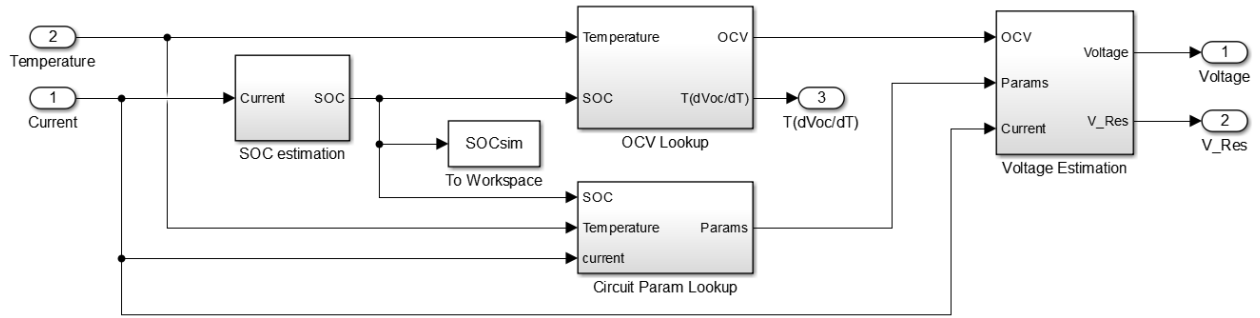 2
Temperature
1
Current
Current
SOC
SOC estimation
SOCsim
To Workspace
Temperature
OCV
SOC
T(dVoc/dT)
OCV Lookup
3
T(dVoc/dT)
SOC
Temperature
Params
current
Circuit Param Lookup
OCV
Voltage
Params
Current
V_Res
Voltage Estimation
1
Voltage
2
V_Res